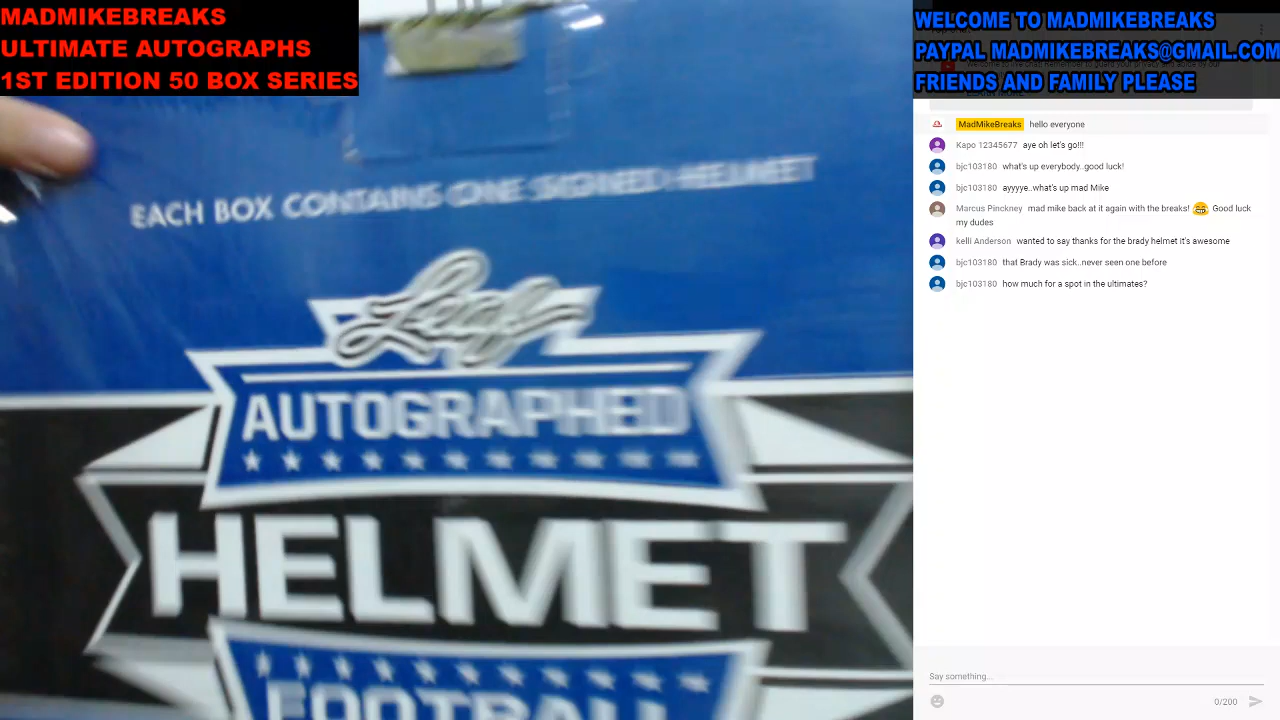 MADMIKEBREAKS
ULTIMATE AUTOGRAPHS
1ST EDITION 50 BOX SERIES
WELCOME TO MADMIKEBREAKS
PAYPAL MADMIKEBREAKS@GMAIL.COM
FRIENDS AND FAMILY PLEASE
EACH BOX CONTAINS ONE SIGNED HELMET
Leaf
AUTOGRAPHED
HELMET
FOOTBALL
MadMikeBreaks hello everyone
Kapo 12345677 aye oh let's go!!!
bjc103180 what's up everybody..good luck!
bjc103180 ayyyye..what's up mad Mike
Marcus Pinckney mad mike back at it again with the breaks! 😂 Good luck
my dudes
kelli Anderson wanted to say thanks for the brady helmet it's awesome
bjc103180 that Brady was sick..never seen one before
bjc103180 how much for a spot in the ultimates?
Say something...
0/200